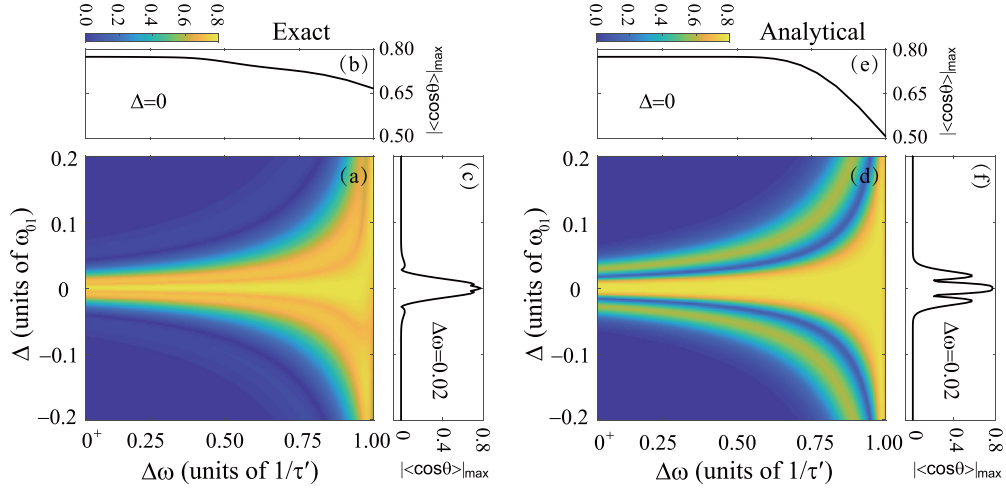 0.0 0.2 0.4 0.6 0.8
Exact
(b)
Δ=0
0.80
0.65
0.50
|<cosθ>|max
(a)
0.2
0.1
0
−0.1
−0.2
Δ (units of ω01)
0+ 0.25 0.50 0.75 1.00
Δω (units of 1/τ′)
(c)
Δω=0.02
0 0.4 0.8
|<cosθ>|max
0.0 0.2 0.4 0.6 0.8
Analytical
(e)
Δ=0
0.80
0.65
0.50
|<cosθ>|max
(d)
0.2
0.1
0
−0.1
−0.2
Δ (units of ω01)
0+ 0.25 0.50 0.75 1.00
Δω (units of 1/τ′)
(f)
Δω=0.02
0 0.4 0.8
|<cosθ>|max